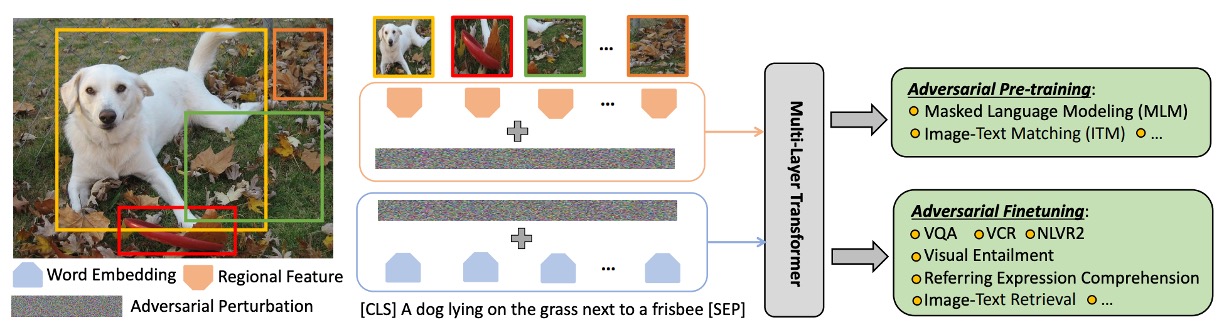 Word Embedding
Regional Feature
Adversarial Perturbation
...
+
...
+
...
[CLS] A dog lying on the grass next to a frisbee [SEP]
Multi-Layer Transformer
Adversarial Pre-training:
Masked Language Modeling (MLM)
Image-Text Matching (ITM) ...
Adversarial Finetuning:
VQA VCR NLVR2
Visual Entailment
Referring Expression Comprehension
Image-Text Retrieval ...